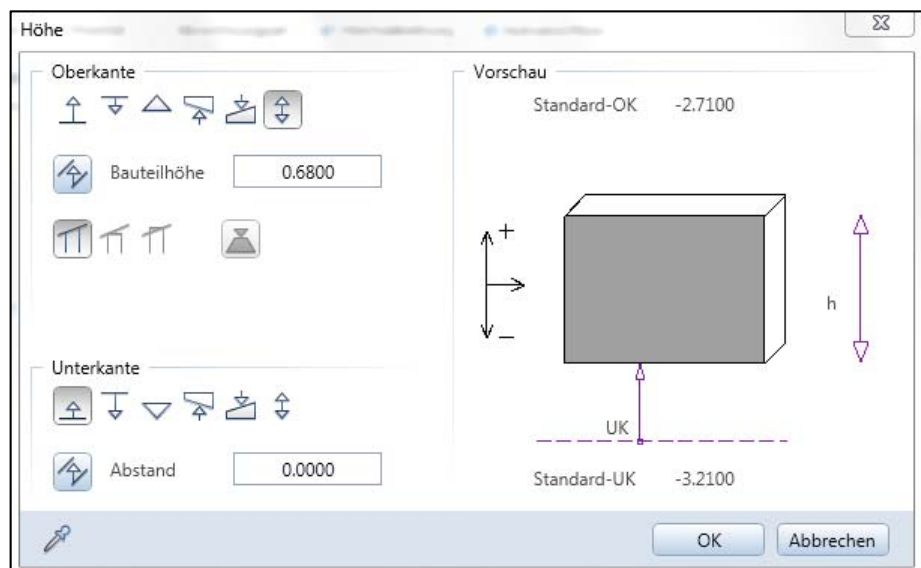 Höhe
Oberkante
Bauteilhöhe 0.6800
Unterkante
Abstand 0.0000
Vorschau
Standard-OK -2.7100
+
−
h
UK
Standard-UK -3.2100
OK Abbrechen